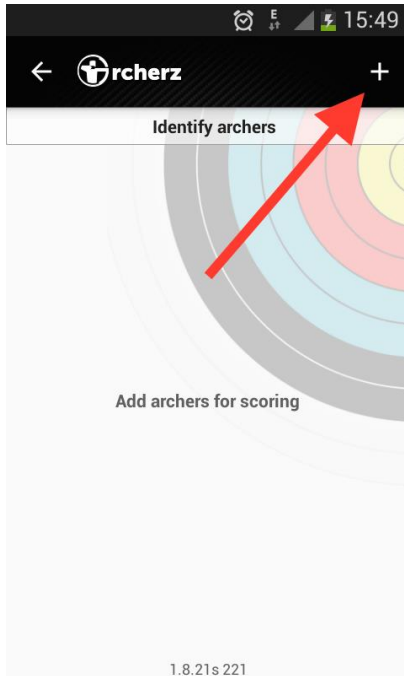 E 15:49
rcherz
Identify archers
Add archers for scoring
1.8.21s 221